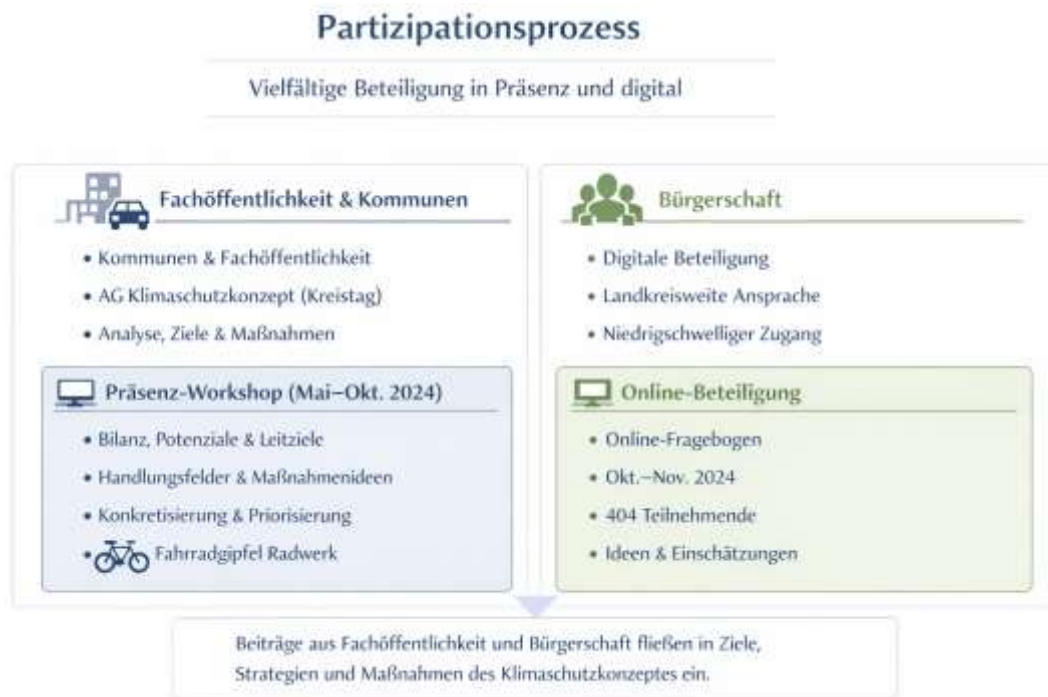 Partizipationsprozess
Vielfältige Beteiligung in Präsenz und digital
Fachöffentlichkeit & Kommunen
• Kommunen & Fachöffentlichkeit
• AG Klimaschutzkonzept (Kreistag)
• Analyse, Ziele & Maßnahmen
Präsenz-Workshop (Mai–Okt. 2024)
• Bilanz, Potenziale & Leitziele
• Handlungsfelder & Maßnahmenideen
• Konkretisierung & Priorisierung
• Fahrradgipfel Radwerk
Bürgerschaft
• Digitale Beteiligung
• Landkreisweite Ansprache
• Niedrigschwelliger Zugang
Online-Beteiligung
• Online-Fragebogen
• Okt.–Nov. 2024
• 404 Teilnehmende
• Ideen & Einschätzungen
Beiträge aus Fachöffentlichkeit und Bürgerschaft fließen in Ziele,
Strategien und Maßnahmen des Klimaschutzkonzeptes ein.